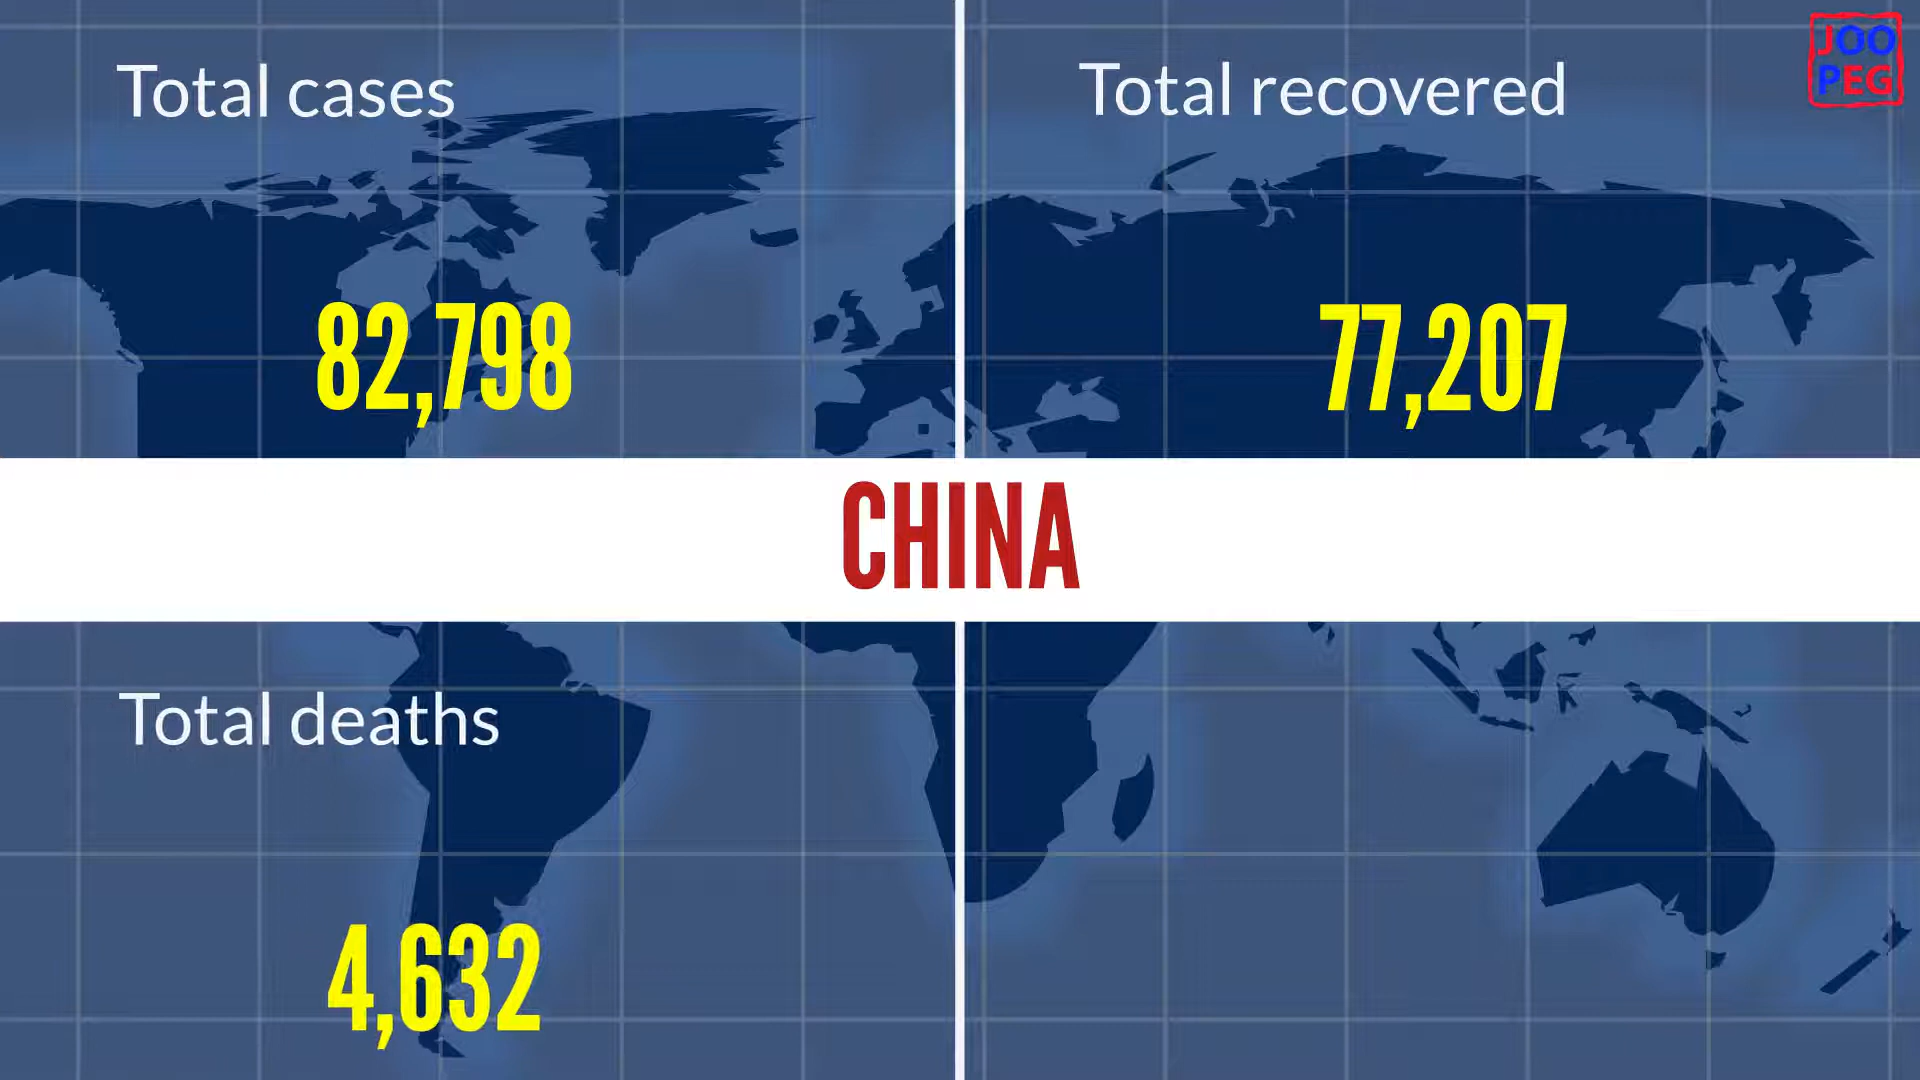 Total cases
Total recovered
JOO
PEG
82,798
77,207
CHINA
Total deaths
4,632